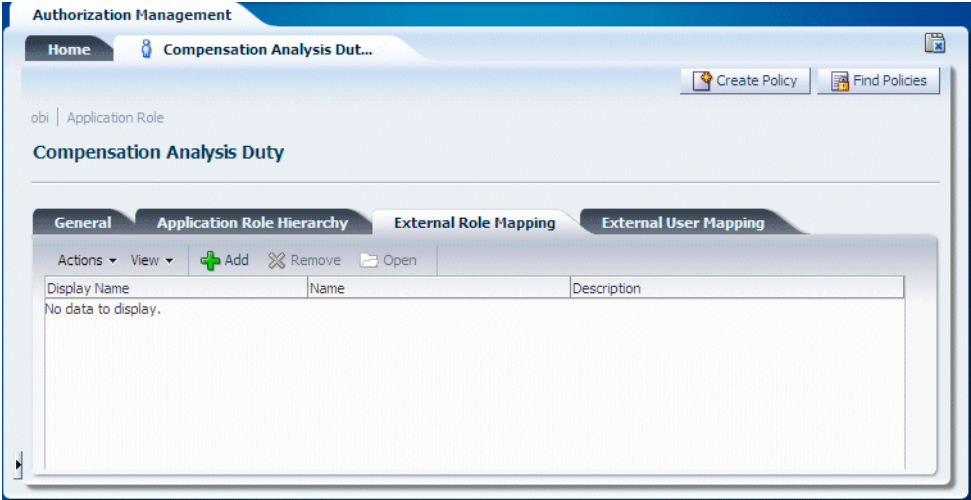 Authorization Management
Home Compensation Analysis Dut...
Create Policy Find Policies
obi | Application Role
Compensation Analysis Duty
General Application Role Hierarchy External Role Mapping External User Mapping
Actions View Add Remove Open
Display Name Name Description
No data to display.